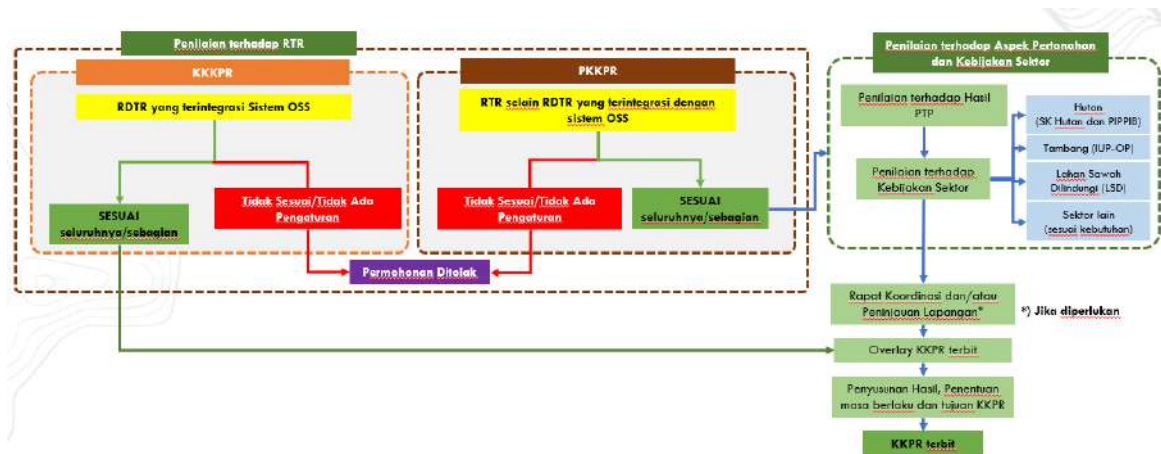 Penilaian terhadap RTR
KKKPR
RDTR yang terintegrasi Sistem OSS
SESUAI
seluruhnya/sebagian
Tidak Sesuai/Tidak Ada
Pengaturan
PKKPR
RTR selain RDTR yang terintegrasi dengan
sistem OSS
Tidak Sesuai/Tidak Ada
Pengaturan
SESUAI
seluruhnya/sebagian
Permohonan Ditolak
Penilaian terhadap Aspek Pertanahan
dan Kebijakan Sektor
Penilaian terhadap Hasil
PTP
Penilaian terhadap
Kebijakan Sektor
Hutan
(SK Hutan dan PIPPIB)
Tambang (IUP-OP)
Lahan Sawah
Dilindungi (LSD)
Sektor lain
(sesuai kebutuhan)
Rapat Koordinasi dan/atau
Peninjauan Lapangan*
*) Jika diperlukan
Overlay KKPR terbit
Penyusunan Hasil, Penentuan
masa berlaku dan tujuan KKPR
KKPR terbit